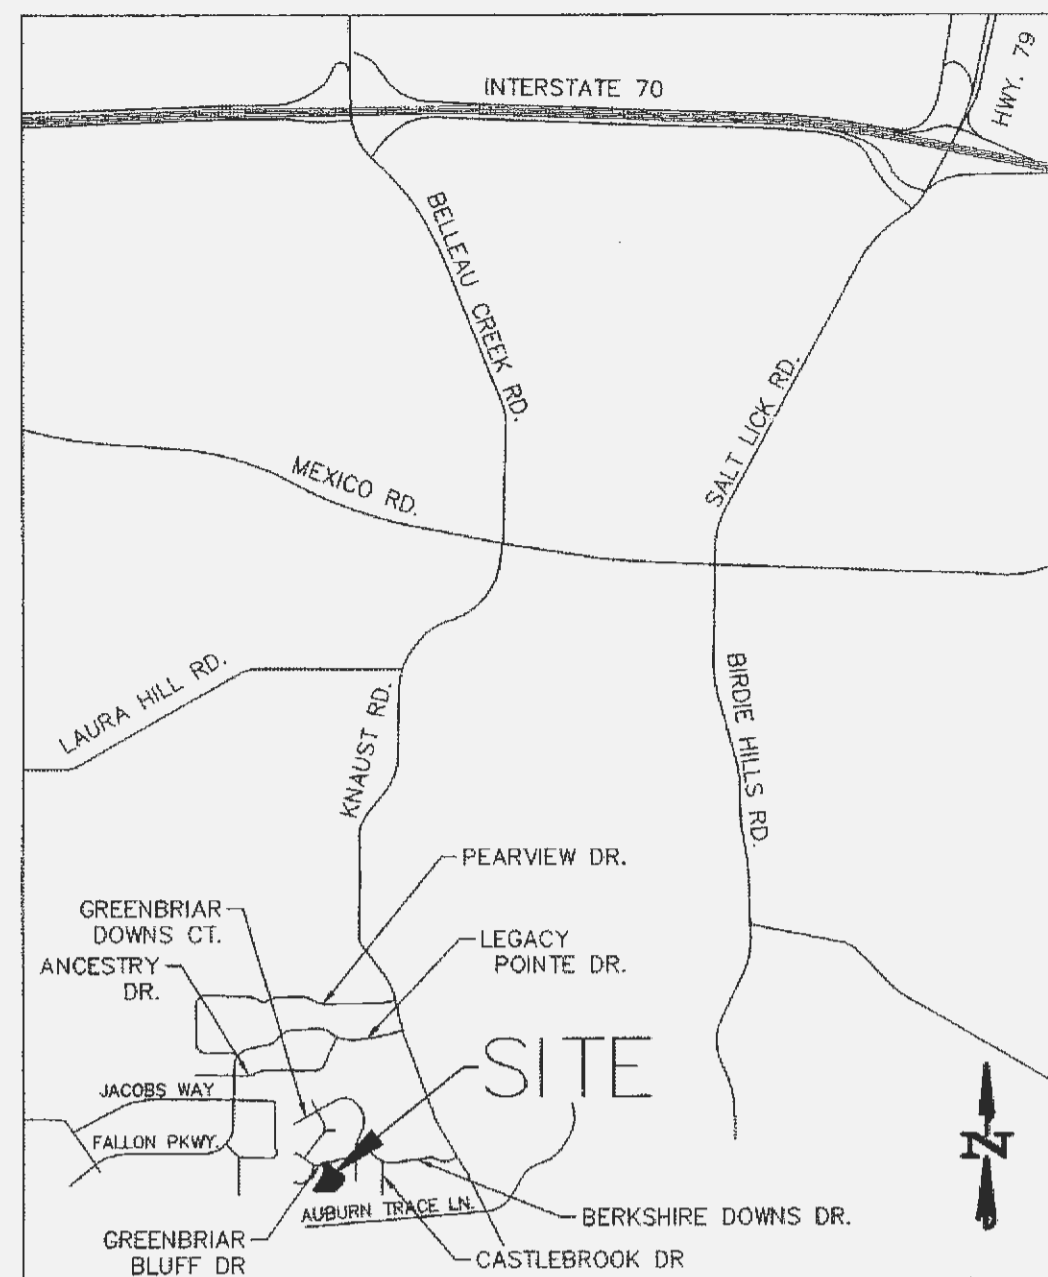 INTERSTATE 70
HWY. 79
BELLEAU CREEK RD.
SALT LICK RD.
MEXICO RD.
LAURA HILL RD.
KNAUST RD.
BIRDIE HILLS RD.
PEARVIEW DR.
GREENBRIAR
DOWNS CT.
LEGACY
POINTE DR.
ANCESTRY
DR.
SITE
JACOBS WAY
FALLON PKWY.
N
AUBURN TRACE LN.
BERKSHIRE DOWNS DR.
GREENBRIAR
BLUFF DR
CASTLEBROOK DR